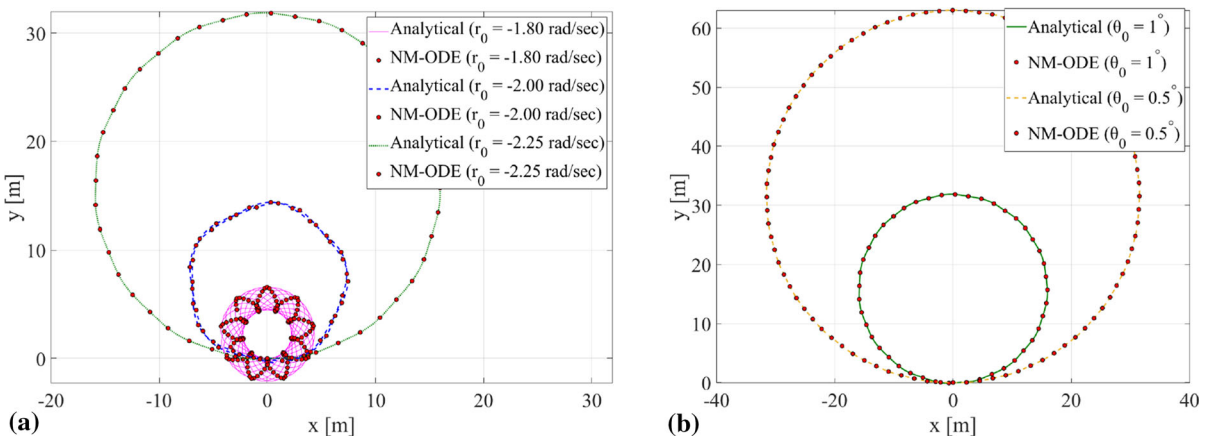 Analytical (r0 = -1.80 rad/sec)
NM-ODE (r0 = -1.80 rad/sec)
Analytical (r0 = -2.00 rad/sec)
NM-ODE (r0 = -2.00 rad/sec)
Analytical (r0 = -2.25 rad/sec)
NM-ODE (r0 = -2.25 rad/sec)
30
20
10
0
y [m]
-20 -10 0 10 20 30
x [m]
(a)
Analytical (θ0 = 1°)
NM-ODE (θ0 = 1°)
Analytical (θ0 = 0.5°)
NM-ODE (θ0 = 0.5°)
60
50
40
30
20
10
0
y [m]
-40 -20 0 20 40
x [m]
(b)